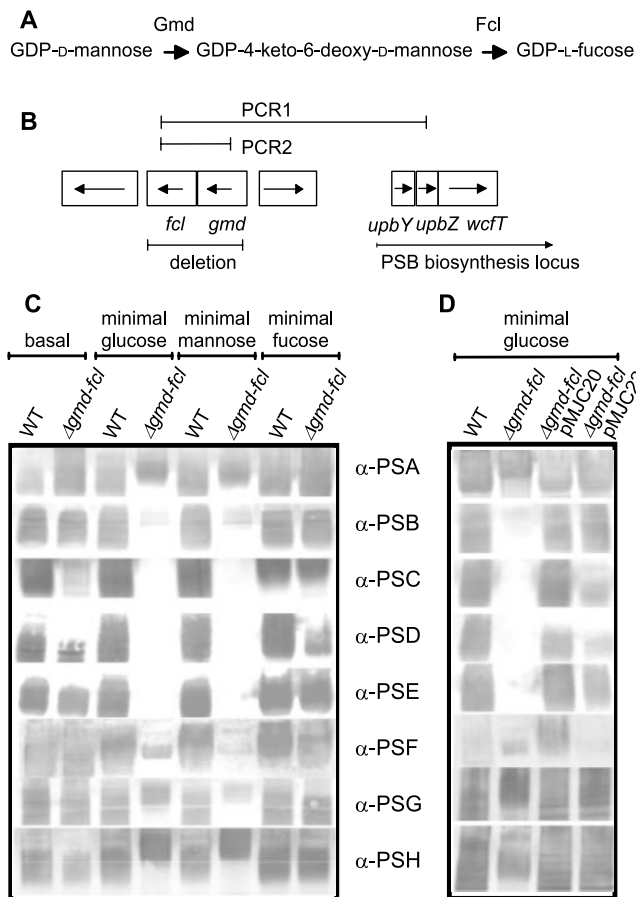 A
Gmd Fcl
GDP-D-mannose GDP-4-keto-6-deoxy-D-mannose GDP-L-fucose
B
PCR1
PCR2
fcl gmd upbY upbZ wcfT
deletion PSB biosynthesis locus
C
basal minimal glucose minimal mannose minimal fucose
WT Δgmd-fcl WT Δgmd-fcl WT Δgmd-fcl WT Δgmd-fcl
D
minimal glucose
WT Δgmd-fcl Δgmd-fcl pMJC20 Δgmd-fcl
α-PSA
α-PSB
α-PSC
α-PSD
α-PSE
α-PSF
α-PSG
α-PSH